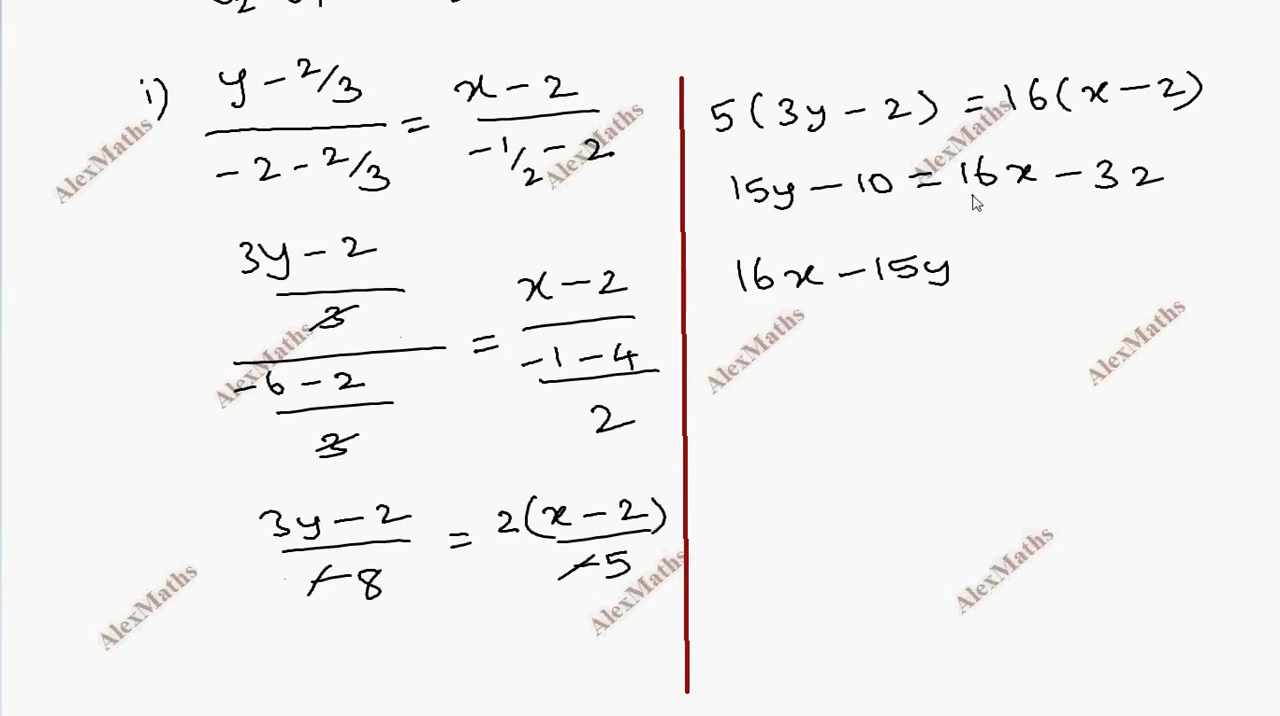 i) (y - 2/3)/(-2 - 2/3) = (x - 2)/(-1/2 - 2)
((3y - 2)/3)/((-6 - 2)/3) = (x - 2)/((-1 - 4)/2)
(3y - 2)/(-8) = 2(x - 2)/(-5)
5(3y - 2) = 16(x - 2)
15y - 10 = 16x - 32
16x - 15y
AlexMaths
AlexMaths
AlexMaths
AlexMaths
AlexMaths
AlexMaths
AlexMaths
AlexMaths
AlexMaths